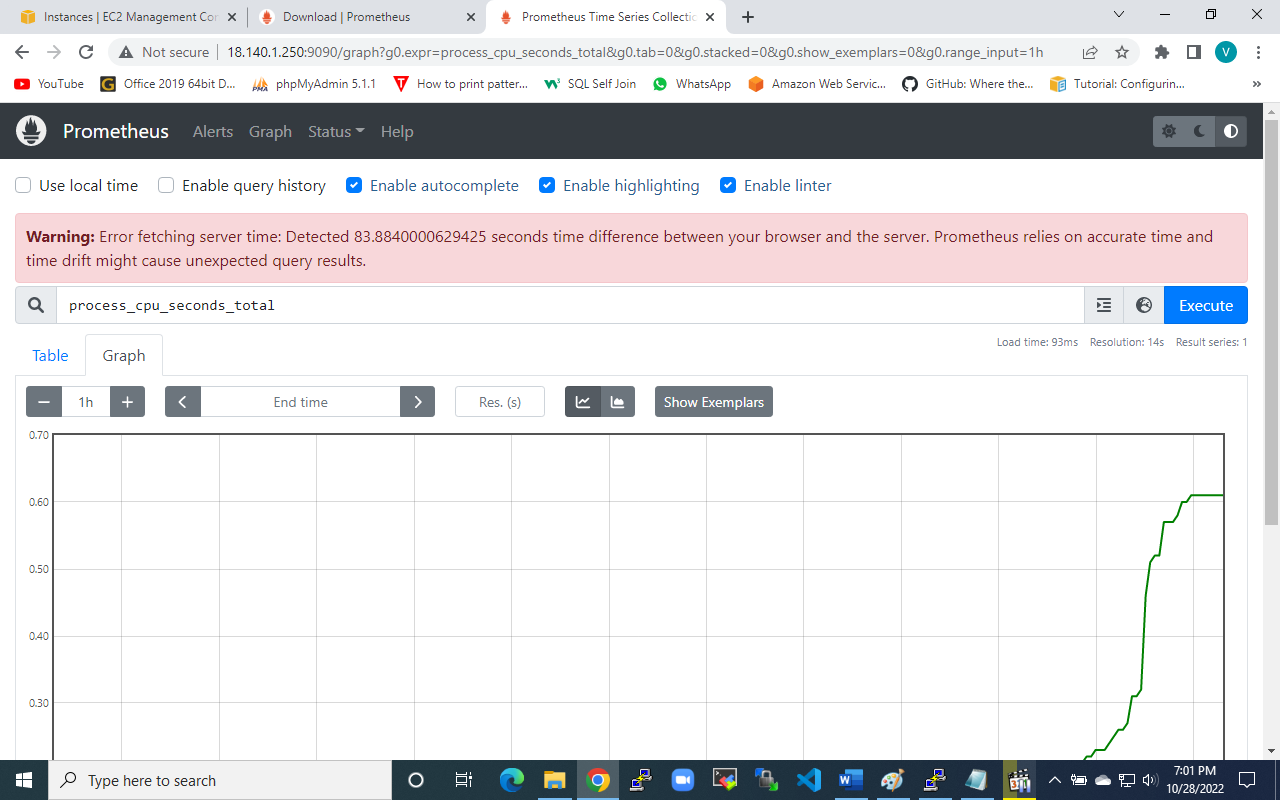 Instances | EC2 Management Con
Download | Prometheus
Prometheus Time Series Collectio
Not secure
18.140.1.250:9090/graph?g0.expr=process_cpu_seconds_total&g0.tab=0&g0.stacked=0&g0.show_exemplars=0&g0.range_input=1h
V
YouTube
Office 2019 64bit D...
phpMyAdmin 5.1.1
How to print patter...
SQL Self Join
WhatsApp
Amazon Web Servic...
GitHub: Where the...
Tutorial: Configurin...
»
Prometheus
Alerts
Graph
Status
Help
Use local time
Enable query history
Enable autocomplete
Enable highlighting
Enable linter
Warning: Error fetching server time: Detected 83.8840000629425 seconds time difference between your browser and the server. Prometheus relies on accurate time and
time drift might cause unexpected query results.
process_cpu_seconds_total
Execute
Table
Graph
Load time: 93ms
Resolution: 14s
Result series: 1
1h
End time
Res. (s)
Show Exemplars
0.70
0.60
0.50
0.40
0.30
Type here to search
7:01 PM
10/28/2022